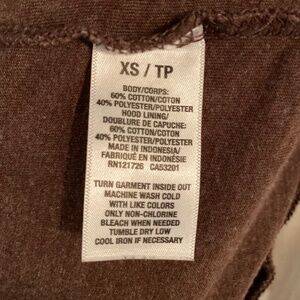 XS / TP
BODY/CORPS:
60% COTTON/COTON
40% POLYESTER/POLYESTER
HOOD LINING/
DOUBLURE DE CAPUCHE:
60% COTTON/COTON
40% POLYESTER/POLYESTER
MADE IN INDONESIA/
FABRIQUÉ EN INDONÉSIE
RN121726 CA53201
TURN GARMENT INSIDE OUT
MACHINE WASH COLD
WITH LIKE COLORS
ONLY NON-CHLORINE
BLEACH WHEN NEEDED
TUMBLE DRY LOW
COOL IRON IF NECESSARY